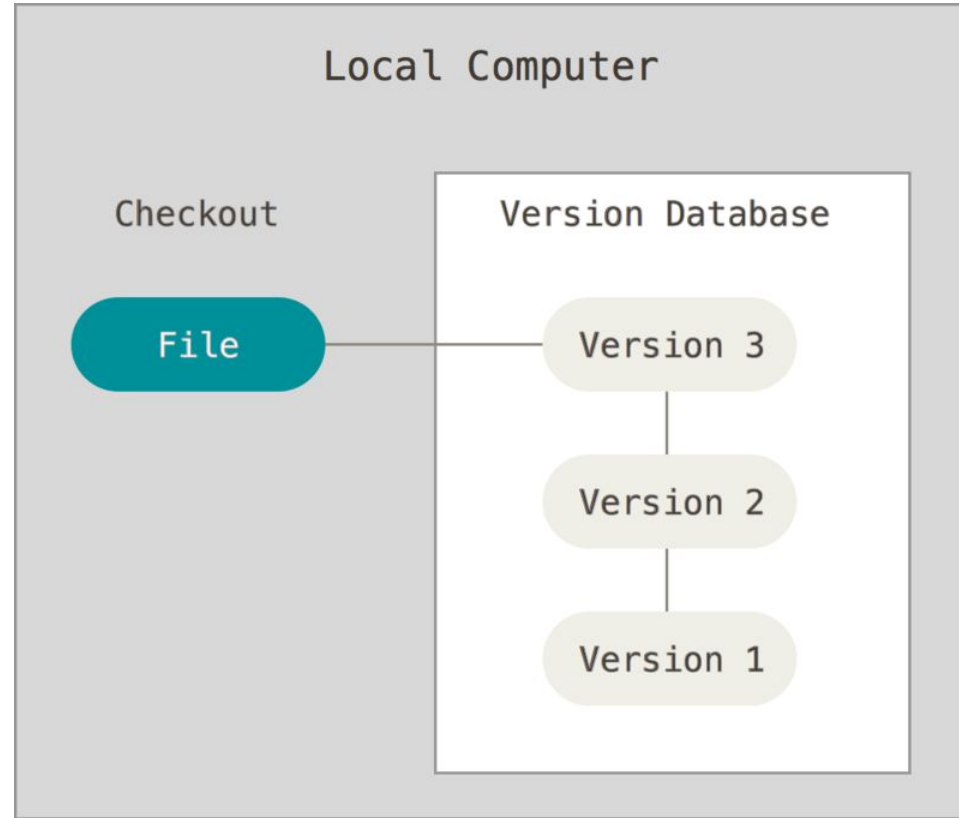 Local Computer
Checkout
Version Database
File
Version 3
Version 2
Version 1